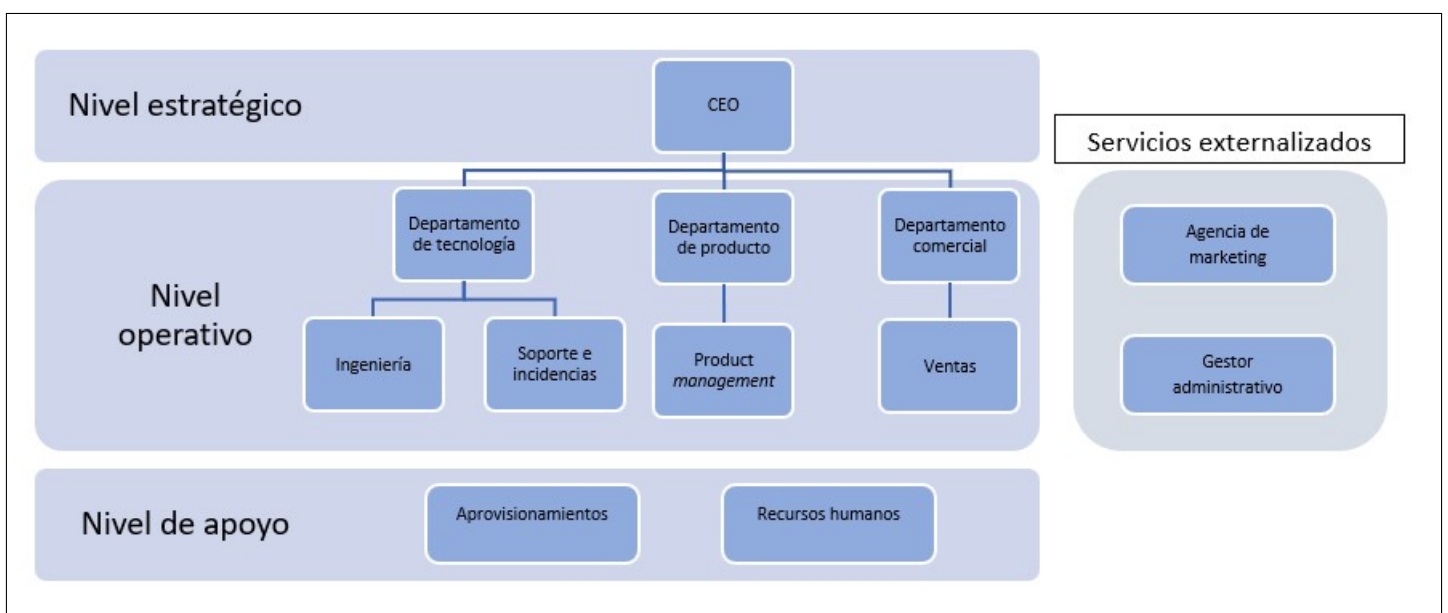 Nivel estratégico
CEO
Servicios externalizados
Departamento
de tecnología
Departamento
de producto
Departamento
comercial
Agencia de
marketing
Nivel
operativo
Ingeniería
Soporte e
incidencias
Product
management
Ventas
Gestor
administrativo
Nivel de apoyo
Aprovisionamientos
Recursos humanos